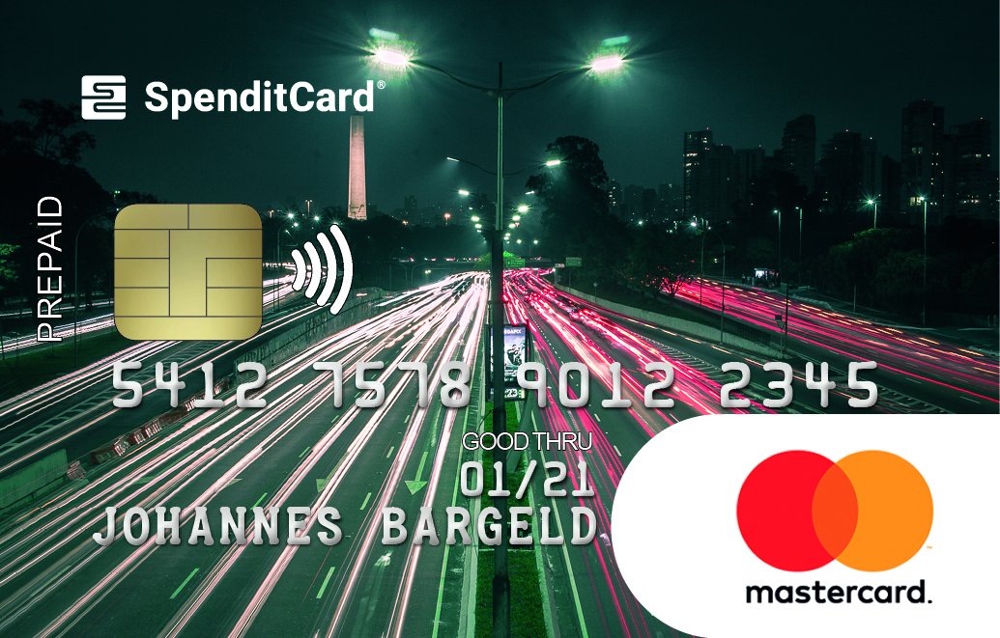 SpenditCard®
PREPAID
5412 7578 9012 2345
GOOD THRU
01/21
JOHANNES BARGELD
mastercard.